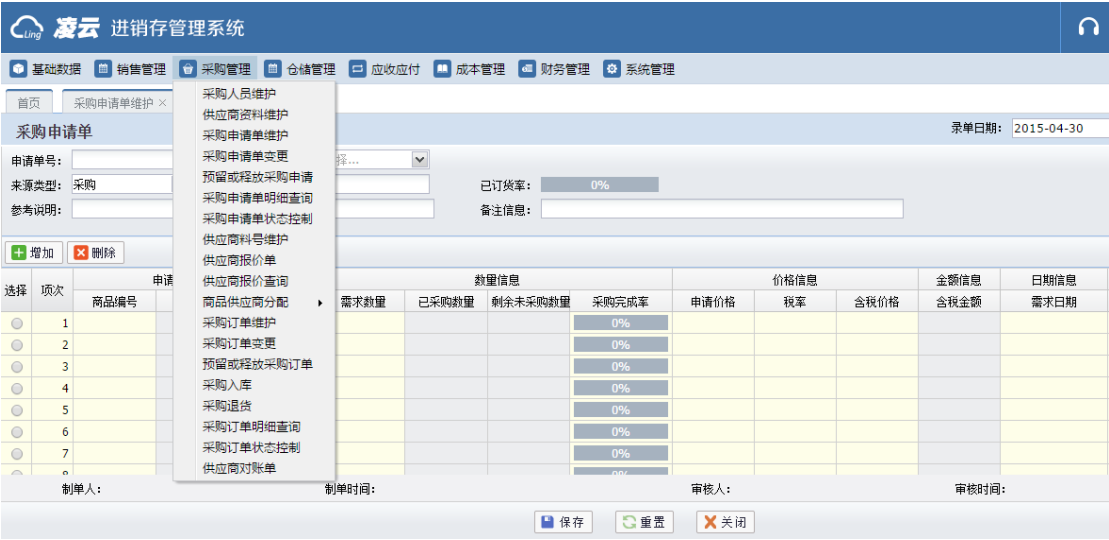 Ling 凌云 进销存管理系统
基础数据 销售管理 采购管理 仓储管理 应收应付 成本管理 财务管理 系统管理
首页 采购申请单维护 ×
采购申请单 录单日期: 2015-04-30
申请单号: 择...
来源类型: 采购 已订货率: 0%
参考说明: 备注信息:
增加 删除
采购人员维护
供应商资料维护
采购申请单维护
采购申请单变更
预留或释放采购申请
采购申请单明细查询
采购申请单状态控制
供应商料号维护
供应商报价单
供应商报价查询
商品供应商分配
采购订单维护
采购订单变更
预留或释放采购订单
采购入库
采购退货
采购订单明细查询
采购订单状态控制
供应商对账单
选择 项次 申请 数量信息 价格信息 金额信息 日期信息
商品编号 需求数量 已采购数量 剩余未采购数量 采购完成率 申请价格 税率 含税价格 含税金额 需求日期
1 0%
2 0%
3 0%
4 0%
5 0%
6 0%
7 0%
8 0%
制单人: 制单时间: 审核人: 审核时间:
保存 重置 关闭